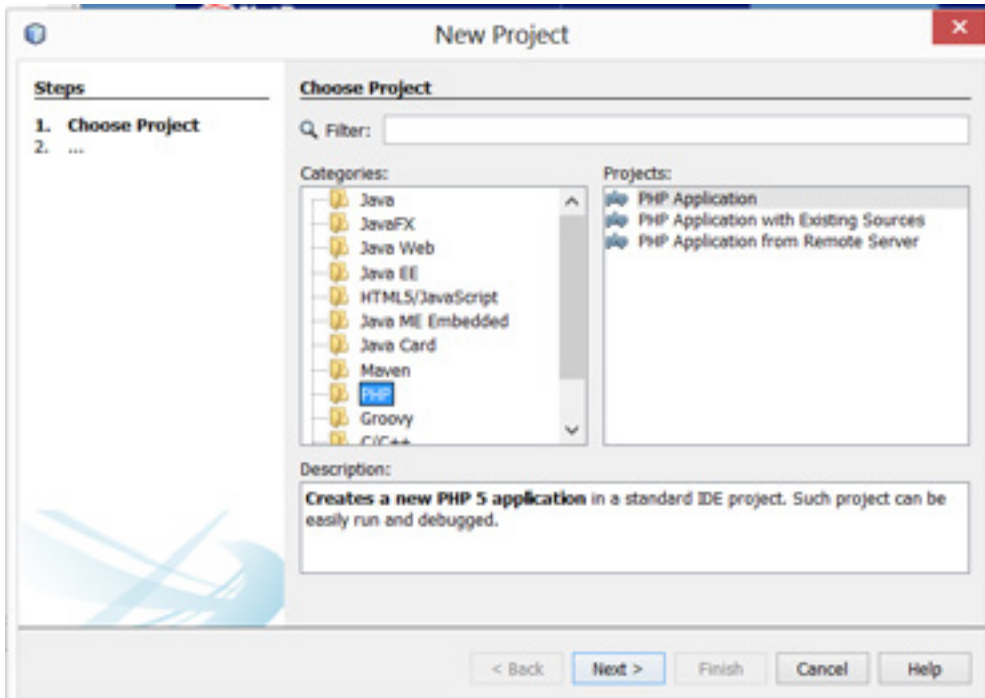 New Project
Steps
1. Choose Project
2. ...
Choose Project
Filter:
Categories:
Java
JavaFX
Java Web
Java EE
HTML5/JavaScript
Java ME Embedded
Java Card
Maven
PHP
Groovy
C/C++
Projects:
PHP Application
PHP Application with Existing Sources
PHP Application from Remote Server
Description:
Creates a new PHP 5 application in a standard IDE project. Such project can be
easily run and debugged.
< Back
Next >
Finish
Cancel
Help